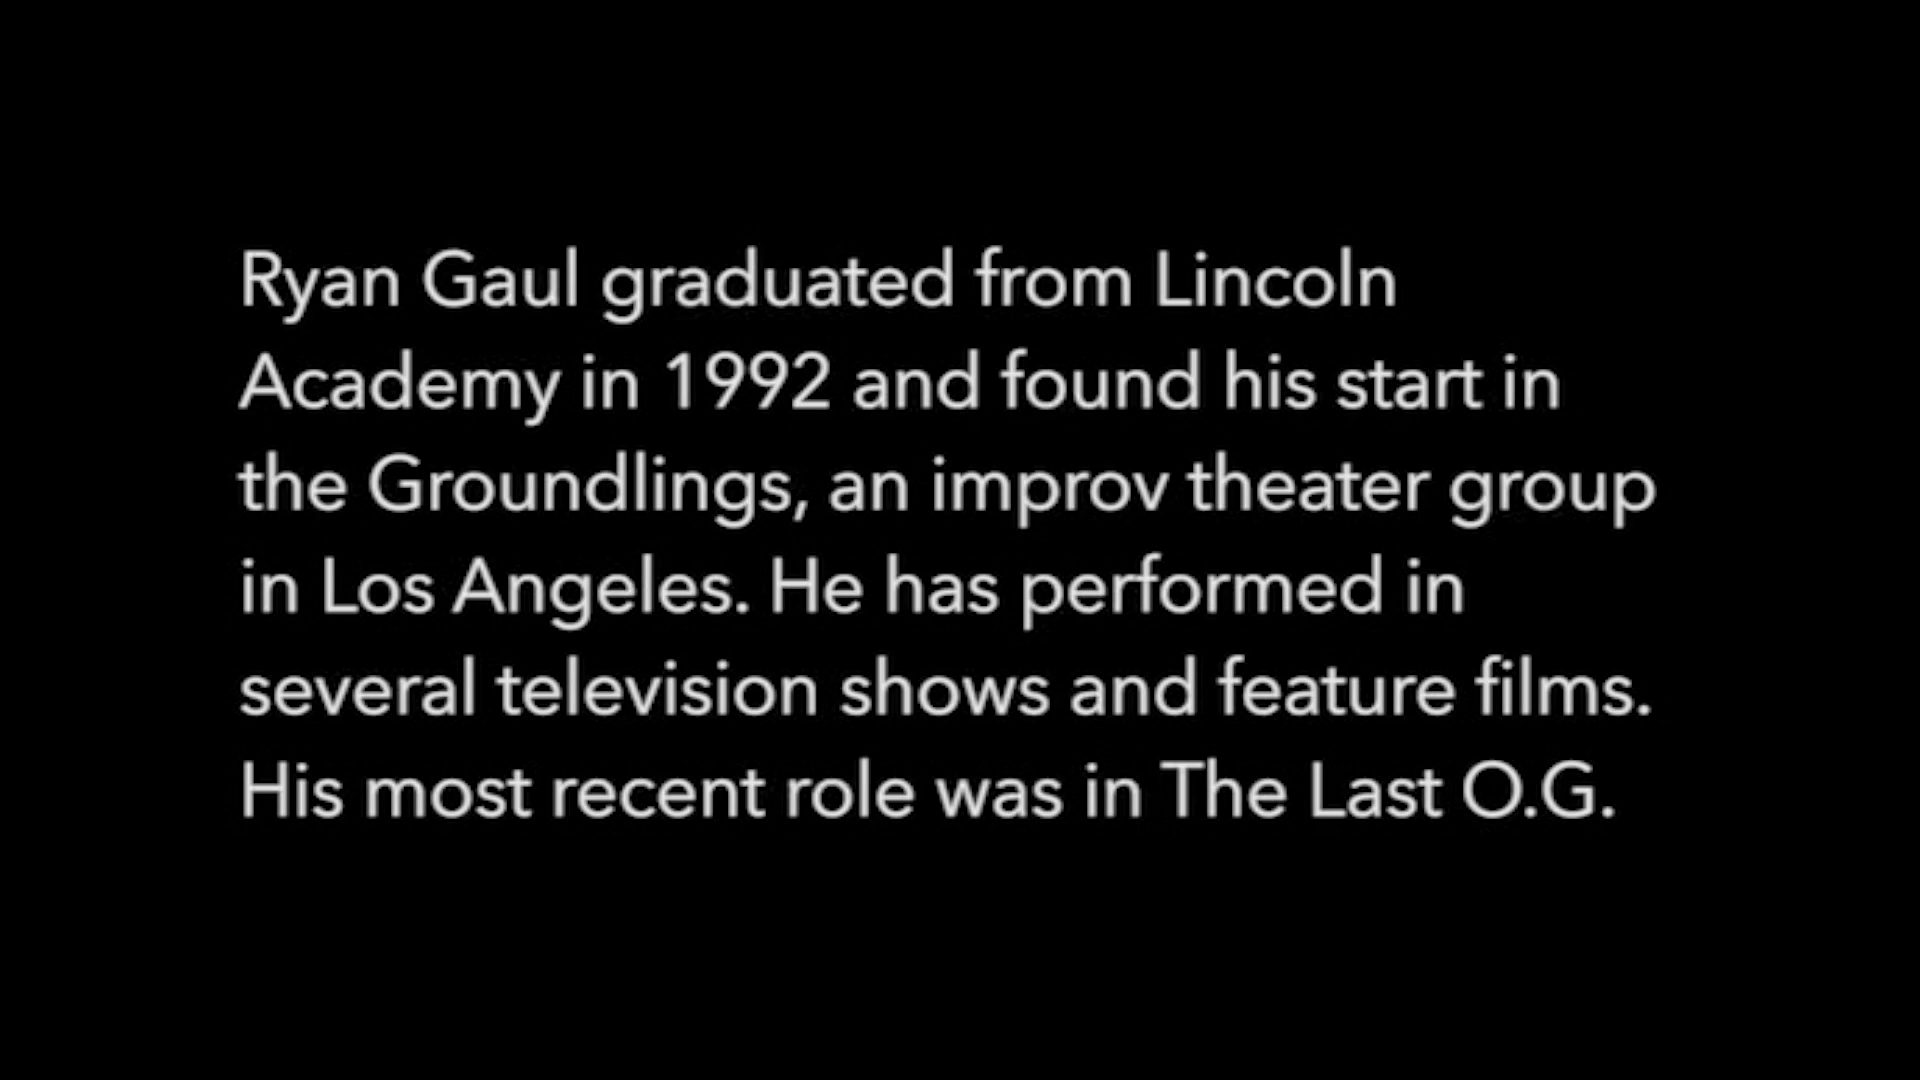 Ryan Gaul graduated from Lincoln
Academy in 1992 and found his start in
the Groundlings, an improv theater group
in Los Angeles. He has performed in
several television shows and feature films.
His most recent role was in The Last O.G.